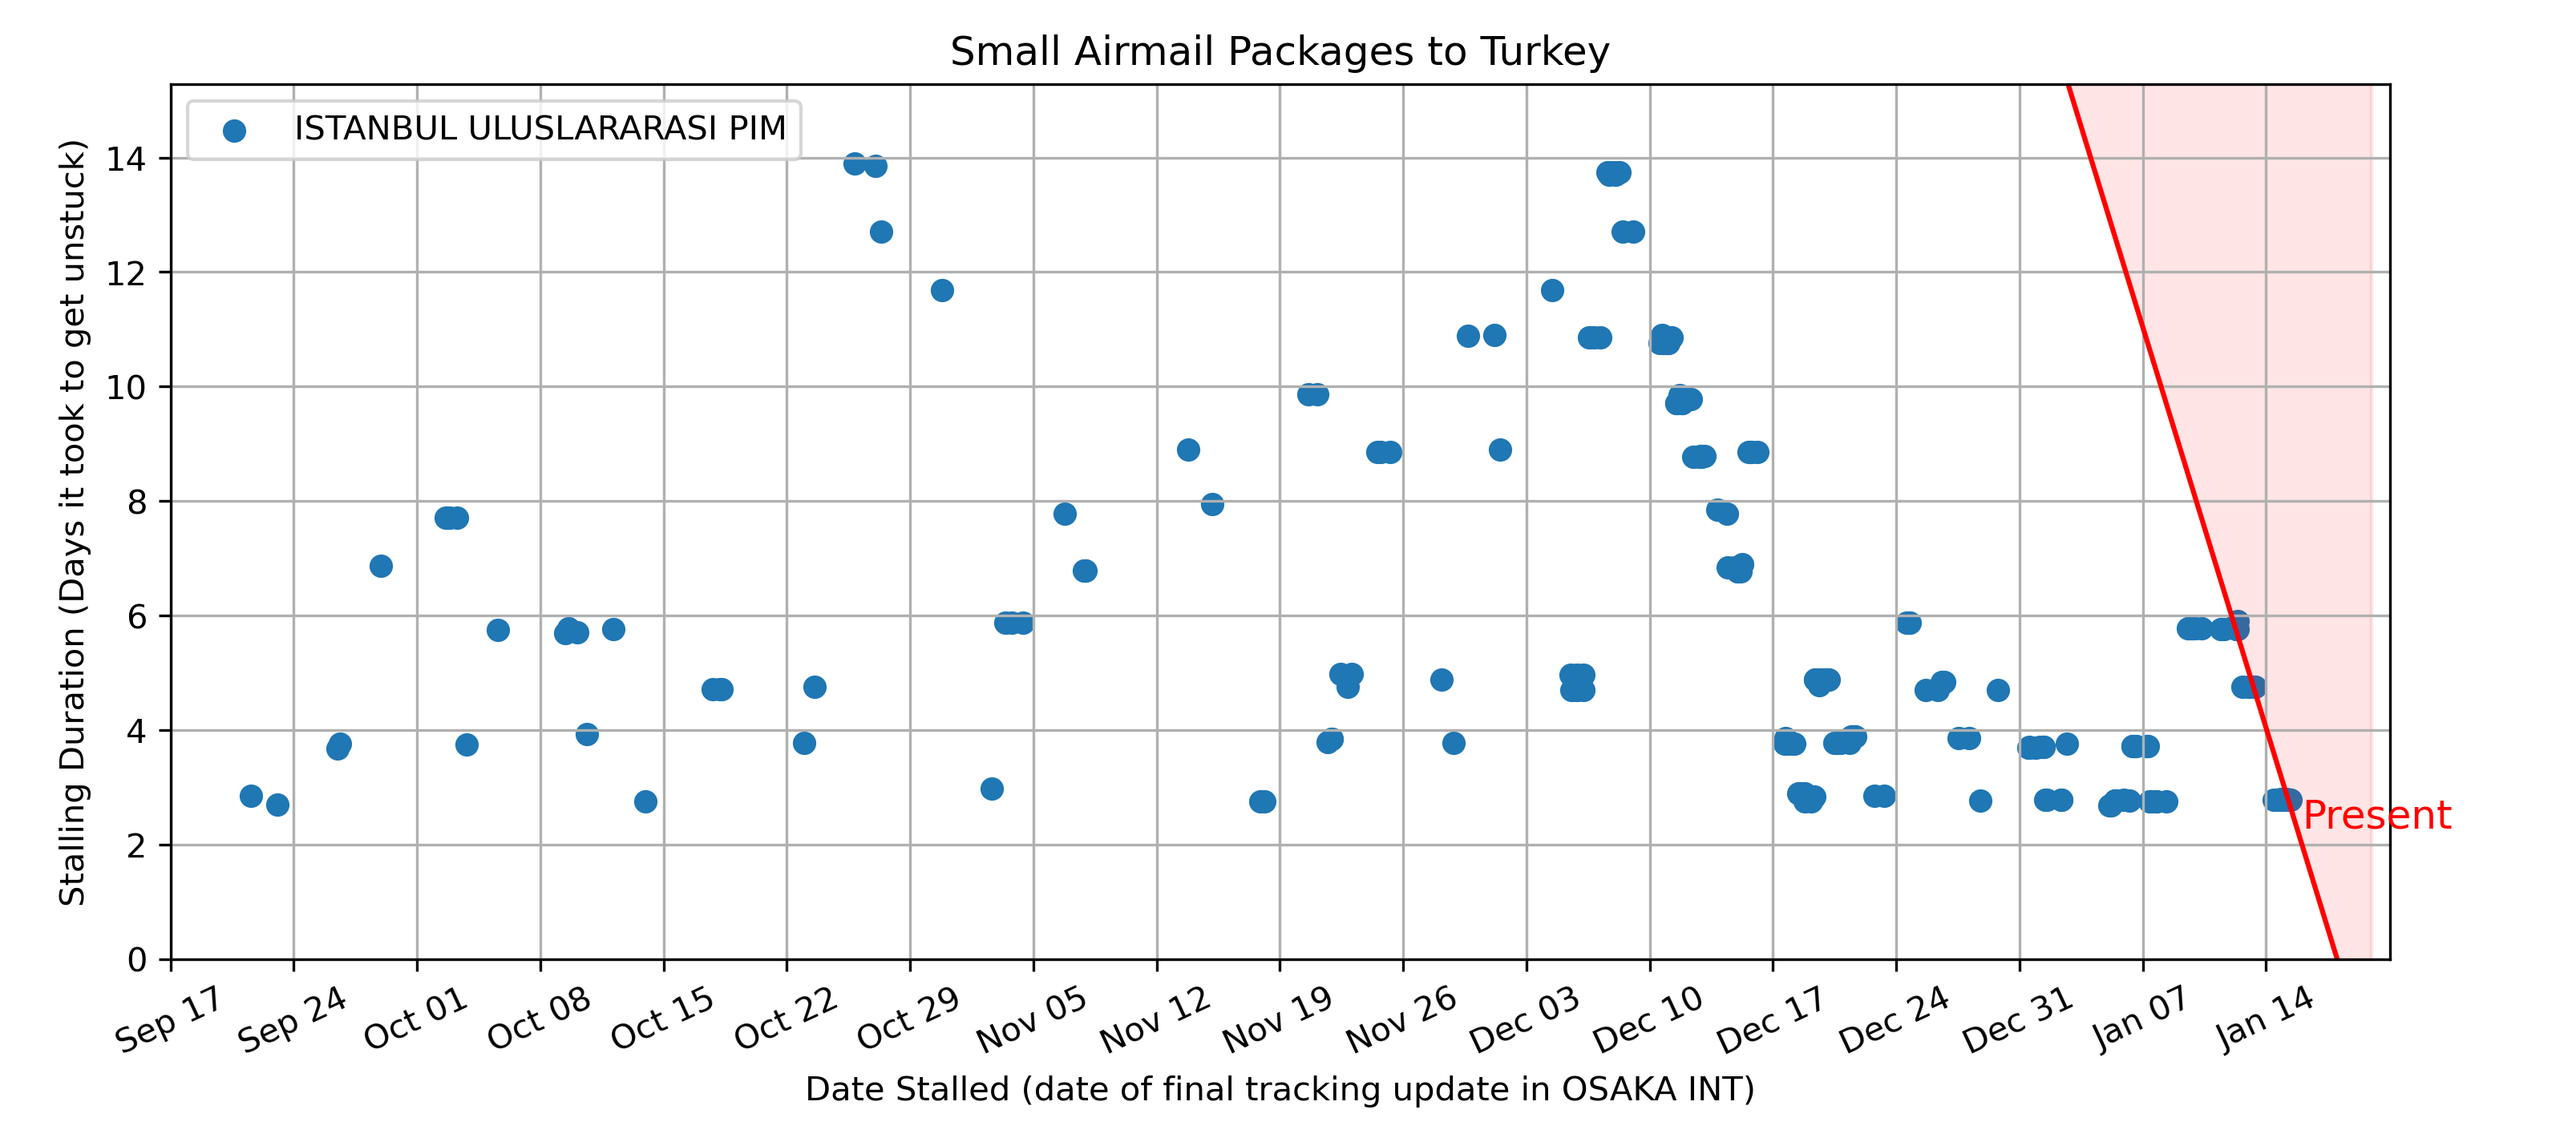 Small Airmail Packages to Turkey
ISTANBUL ULUSLARARASI PIM
Stalling Duration (Days it took to get unstuck)
14
12
10
8
6
4
2
0
Present
Sep 17
Sep 24
Oct 01
Oct 08
Oct 15
Oct 22
Oct 29
Nov 05
Nov 12
Nov 19
Nov 26
Dec 03
Dec 10
Dec 17
Dec 24
Dec 31
Jan 07
Jan 14
Date Stalled (date of final tracking update in OSAKA INT)